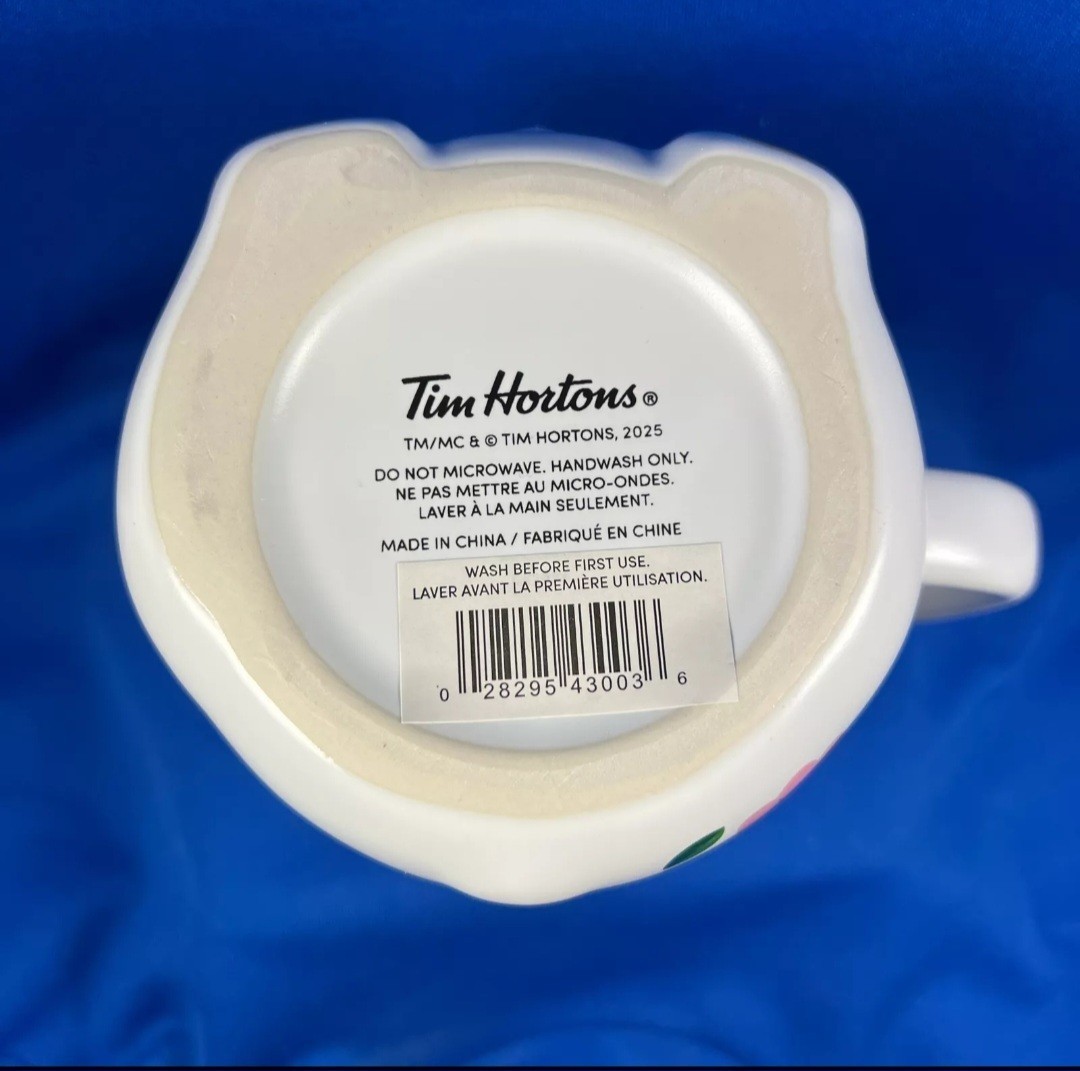 Tim Hortons®
TM/MC & © TIM HORTONS, 2025
DO NOT MICROWAVE. HANDWASH ONLY.
NE PAS METTRE AU MICRO-ONDES.
LAVER À LA MAIN SEULEMENT.
MADE IN CHINA / FABRIQUÉ EN CHINE
WASH BEFORE FIRST USE.
LAVER AVANT LA PREMIÈRE UTILISATION.
0 28295 43003 6